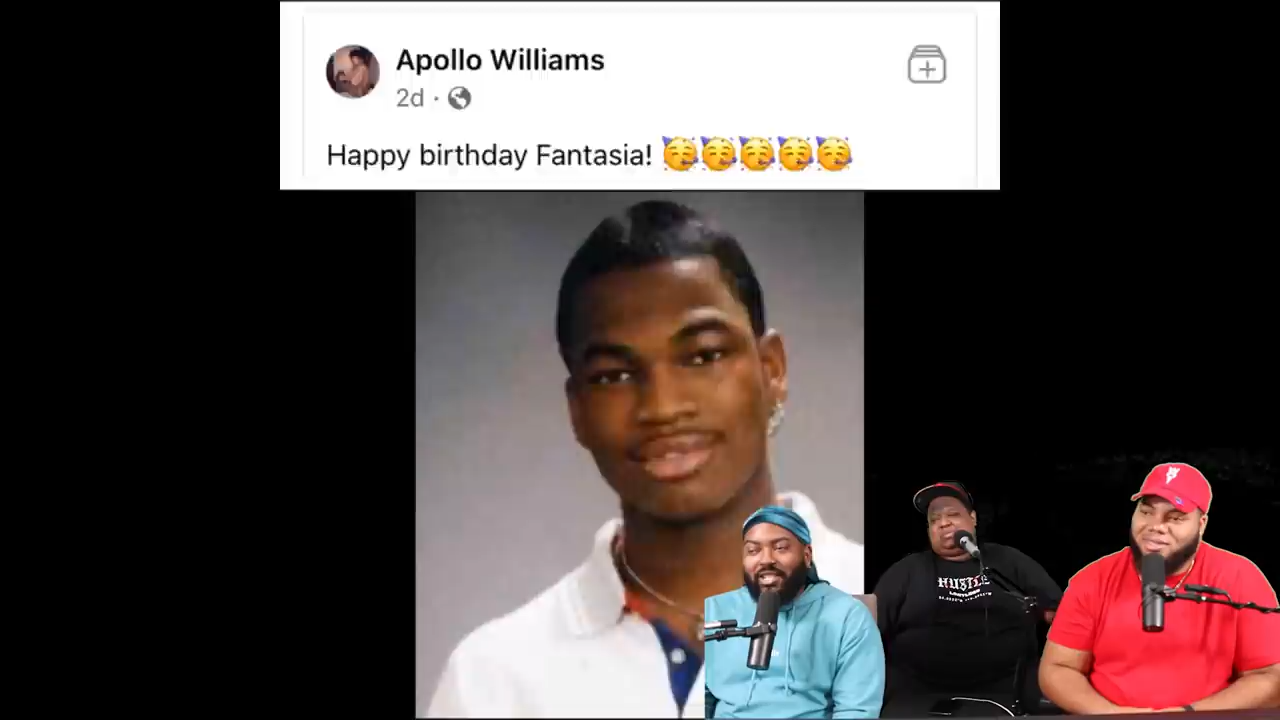 Apollo Williams
2d ·
Happy birthday Fantasia! 🥳🥳🥳🥳🥳
HUSTLE